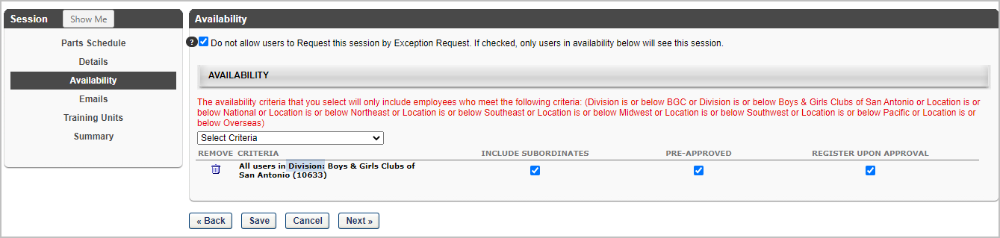 Session
Show Me
Parts Schedule
Details
Availability
Emails
Training Units
Summary
Availability
? Do not allow users to Request this session by Exception Request. If checked, only users in availability below will see this session.
AVAILABILITY
The availability criteria that you select will only include employees who meet the following criteria: (Division is or below BGC or Division is or below Boys & Girls Clubs of San Antonio or Location is or
below National or Location is or below Northeast or Location is or below Southeast or Location is or below Midwest or Location is or below Southwest or Location is or below Pacific or Location is or
below Overseas)
Select Criteria
REMOVE CRITERIA INCLUDE SUBORDINATES PRE-APPROVED REGISTER UPON APPROVAL
All users in Division: Boys & Girls Clubs of
San Antonio (10633)
« Back Save Cancel Next »